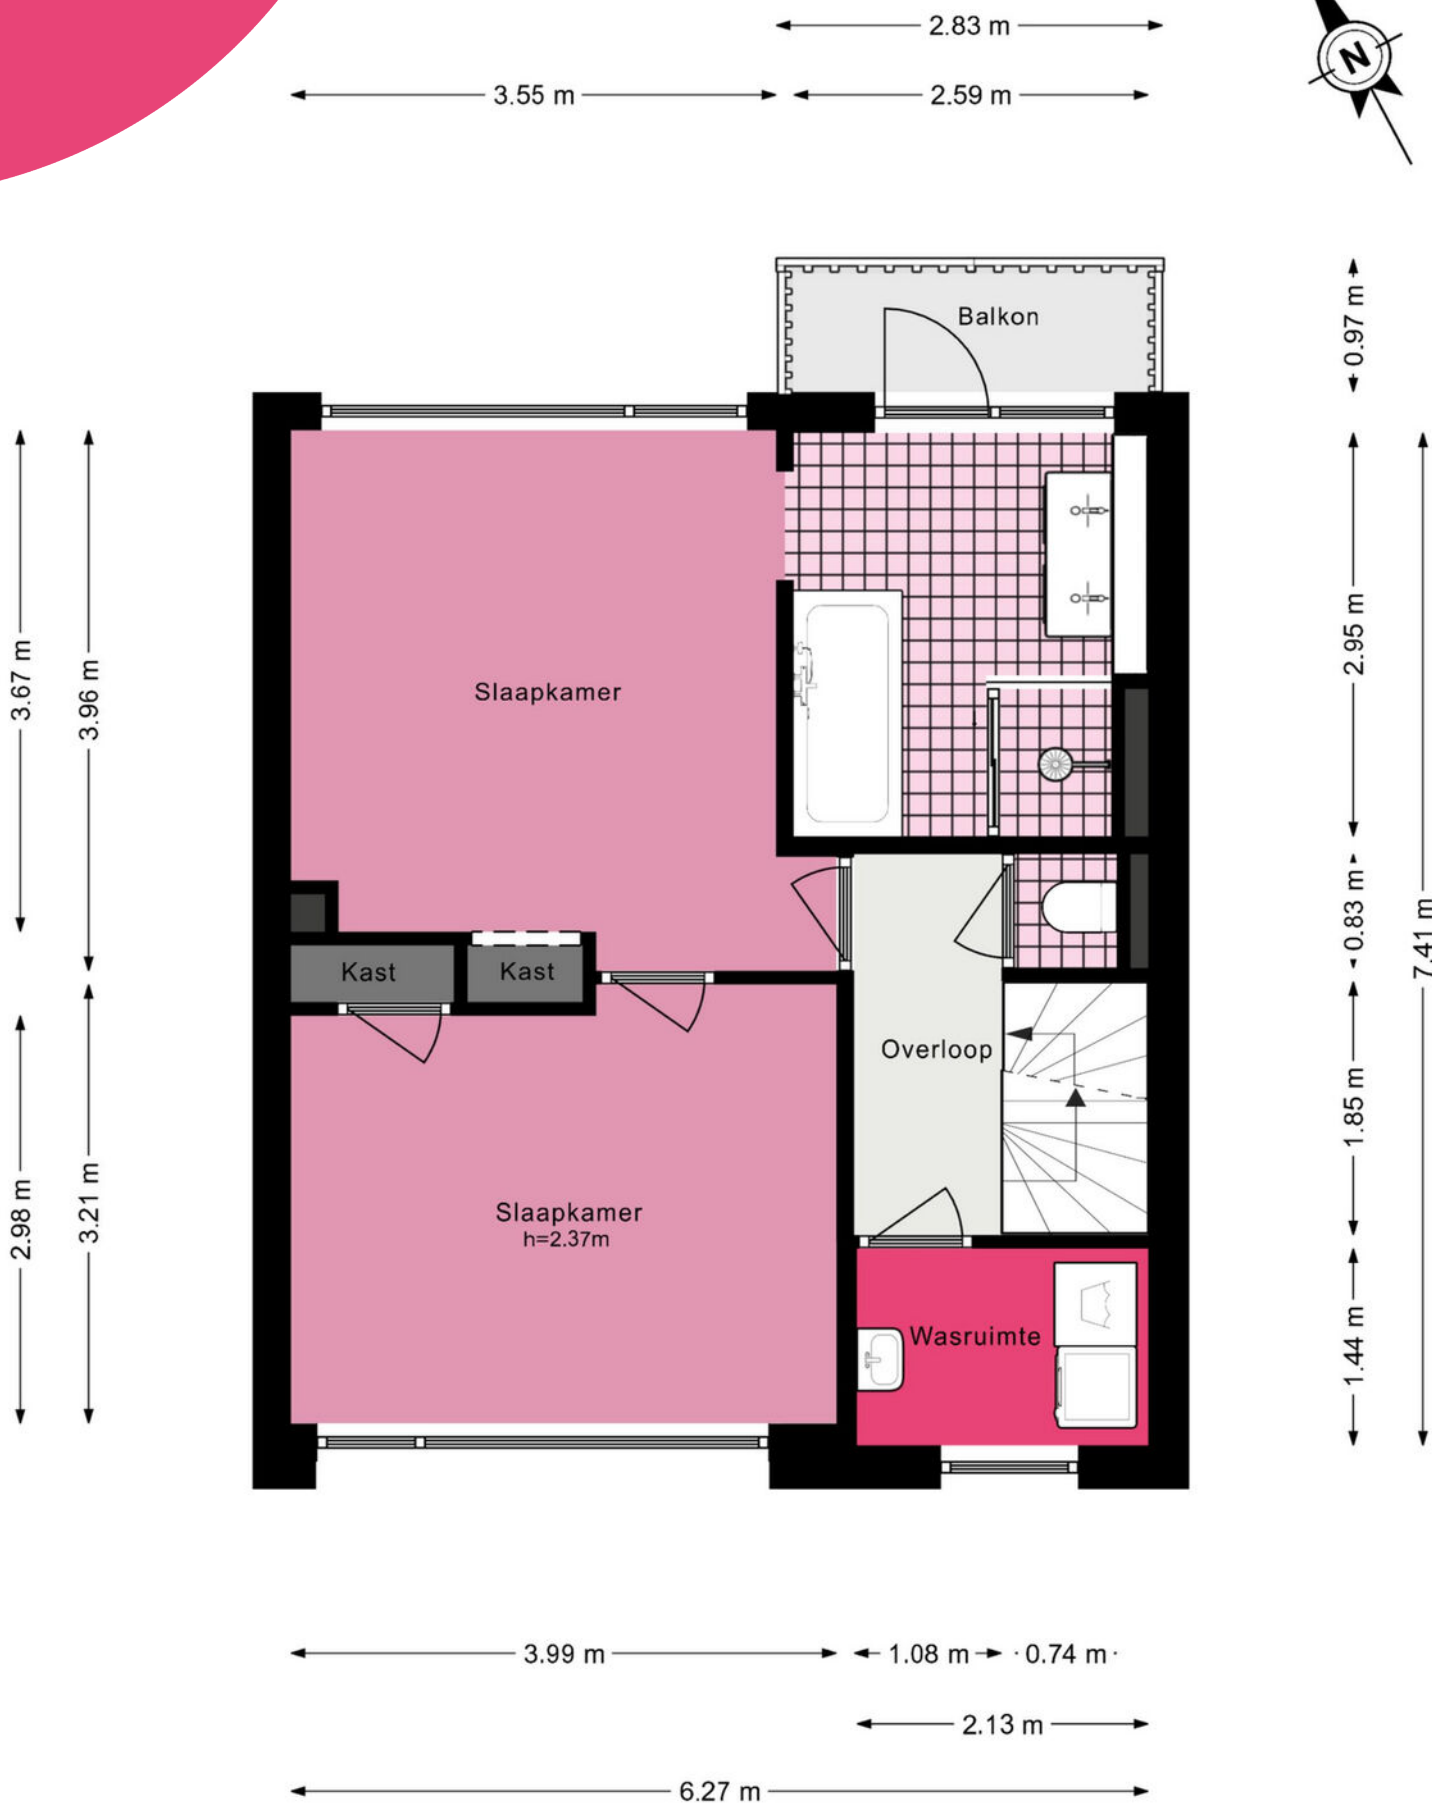 2.83 m
3.55 m
2.59 m
N
Balkon
0.97 m
3.67 m
3.96 m
Slaapkamer
2.95 m
0.83 m
7.41 m
Kast
Kast
Overloop
1.85 m
2.98 m
3.21 m
Slaapkamer
h=2.37m
Wasruimte
1.44 m
3.99 m
1.08 m
0.74 m
2.13 m
6.27 m